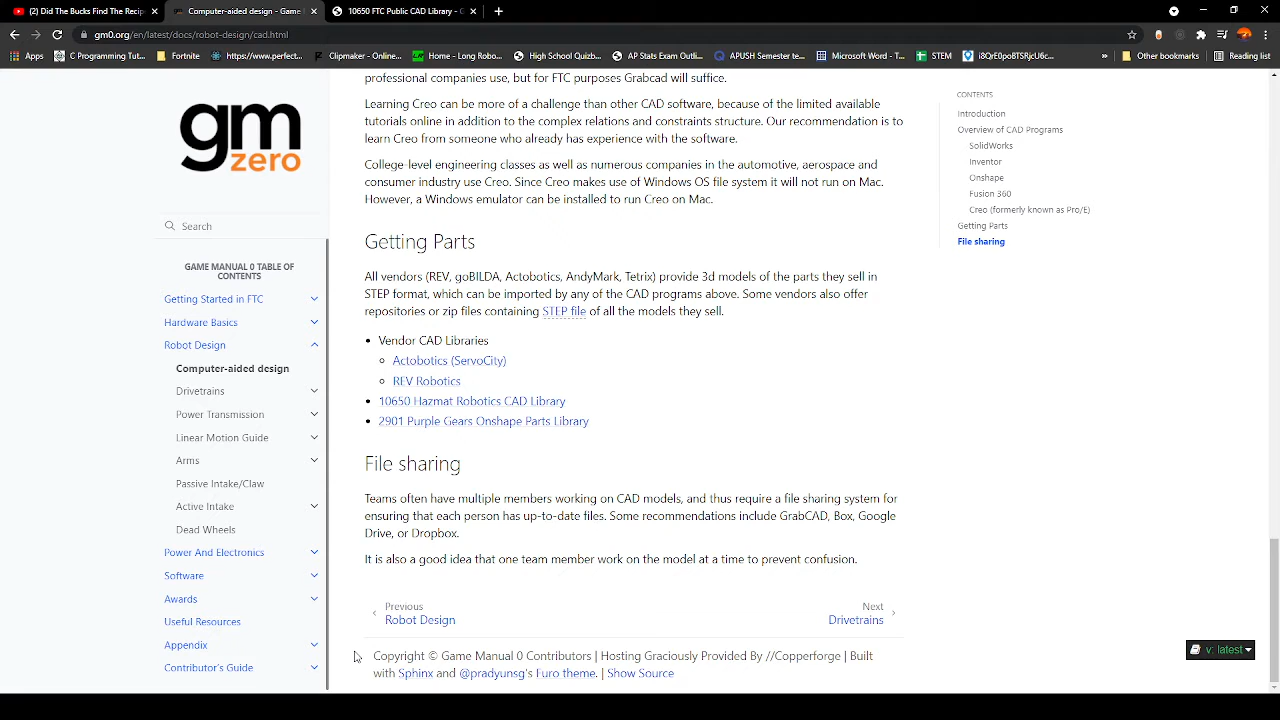 (2) Did The Bucks Find The Recip
Computer-aided design - Game
10650 FTC Public CAD Library - G
gm0.org/en/latest/docs/robot-design/cad.html
Apps
C Programming Tut...
Fortnite
https://www.perfect...
Clipmaker - Online...
Home - Long Robo...
https://school.cb.co...
AP Stats Exam Outlin...
APUSH Semester te...
Microsoft Word - T...
STEM
i8QrE0po8TSRjcU6c...
»
Other bookmarks
Reading list
gm
zero
Search
GAME MANUAL 0 TABLE OF
CONTENTS
Getting Started in FTC
Hardware Basics
Robot Design
Computer-aided design
Drivetrains
Power Transmission
Linear Motion Guide
Arms
Passive Intake/Claw
Active Intake
Dead Wheels
Power And Electronics
Software
Awards
Useful Resources
Appendix
Contributor's Guide
professional companies use, but for FTC purposes Grabcad will suffice.
Learning Creo can be more of a challenge than other CAD software, because of the limited available
tutorials online in addition to the complex relations and constraints structure. Our recommendation is to
learn Creo from someone who already has experience with the software.
College-level engineering classes as well as numerous companies in the automotive, aerospace and
consumer industry use Creo. Since Creo makes use of Windows OS file system it will not run on Mac.
However, a Windows emulator can be installed to run Creo on Mac.
Getting Parts
All vendors (REV, goBILDA, Actobotics, AndyMark, Tetrix) provide 3d models of the parts they sell in
STEP format, which can be imported by any of the CAD programs above. Some vendors also offer
repositories or zip files containing STEP file of all the models they sell.
• Vendor CAD Libraries
Actobotics (ServoCity)
REV Robotics
• 10650 Hazmat Robotics CAD Library
• 2901 Purple Gears Onshape Parts Library
File sharing
Teams often have multiple members working on CAD models, and thus require a file sharing system for
ensuring that each person has up-to-date files. Some recommendations include GrabCAD, Box, Google
Drive, or Dropbox.
It is also a good idea that one team member work on the model at a time to prevent confusion.
Previous
Robot Design
Next
Drivetrains
Copyright © Game Manual 0 Contributors | Hosting Graciously Provided By //Copperforge | Built
with Sphinx and @pradyunsg's Furo theme. | Show Source
CONTENTS
Introduction
Overview of CAD Programs
SolidWorks
Inventor
Onshape
Fusion 360
Creo (formerly known as Pro/E)
Getting Parts
File sharing
v: latest